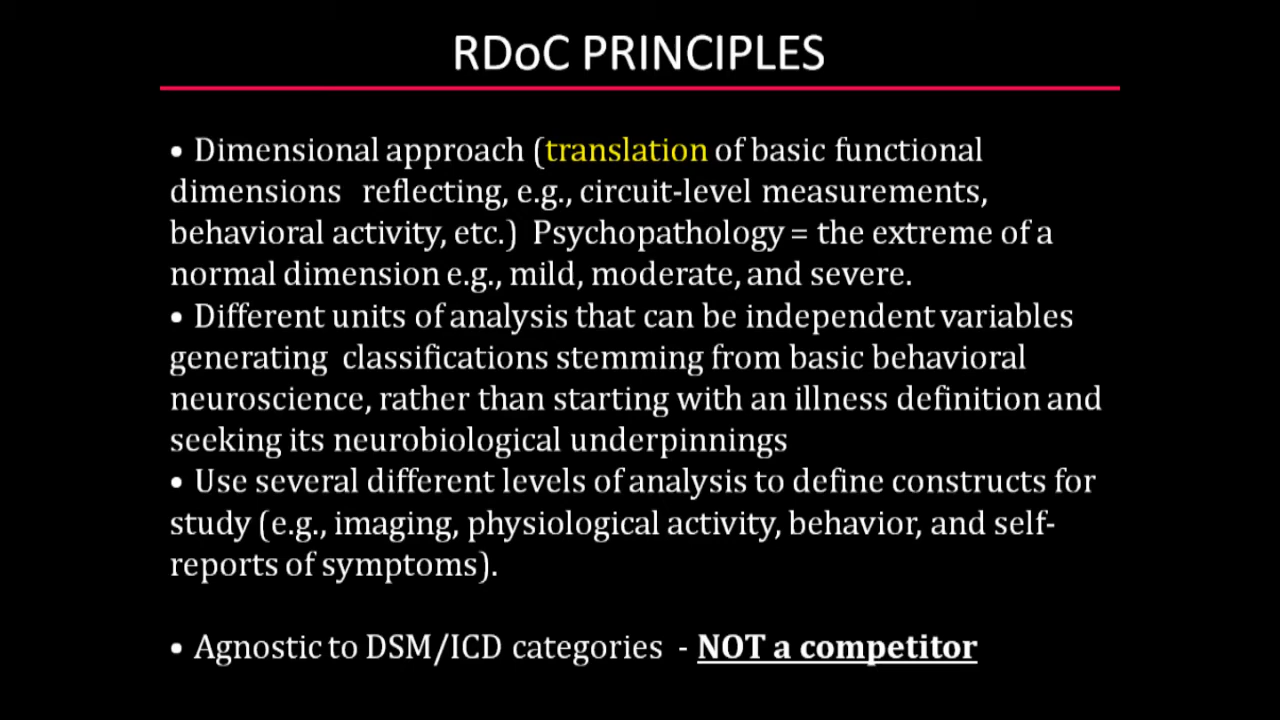 RDoC PRINCIPLES
• Dimensional approach (translation of basic functional
dimensions reflecting, e.g., circuit-level measurements,
behavioral activity, etc.) Psychopathology = the extreme of a
normal dimension e.g., mild, moderate, and severe.
• Different units of analysis that can be independent variables
generating classifications stemming from basic behavioral
neuroscience, rather than starting with an illness definition and
seeking its neurobiological underpinnings
• Use several different levels of analysis to define constructs for
study (e.g., imaging, physiological activity, behavior, and self-
reports of symptoms).
• Agnostic to DSM/ICD categories - NOT a competitor